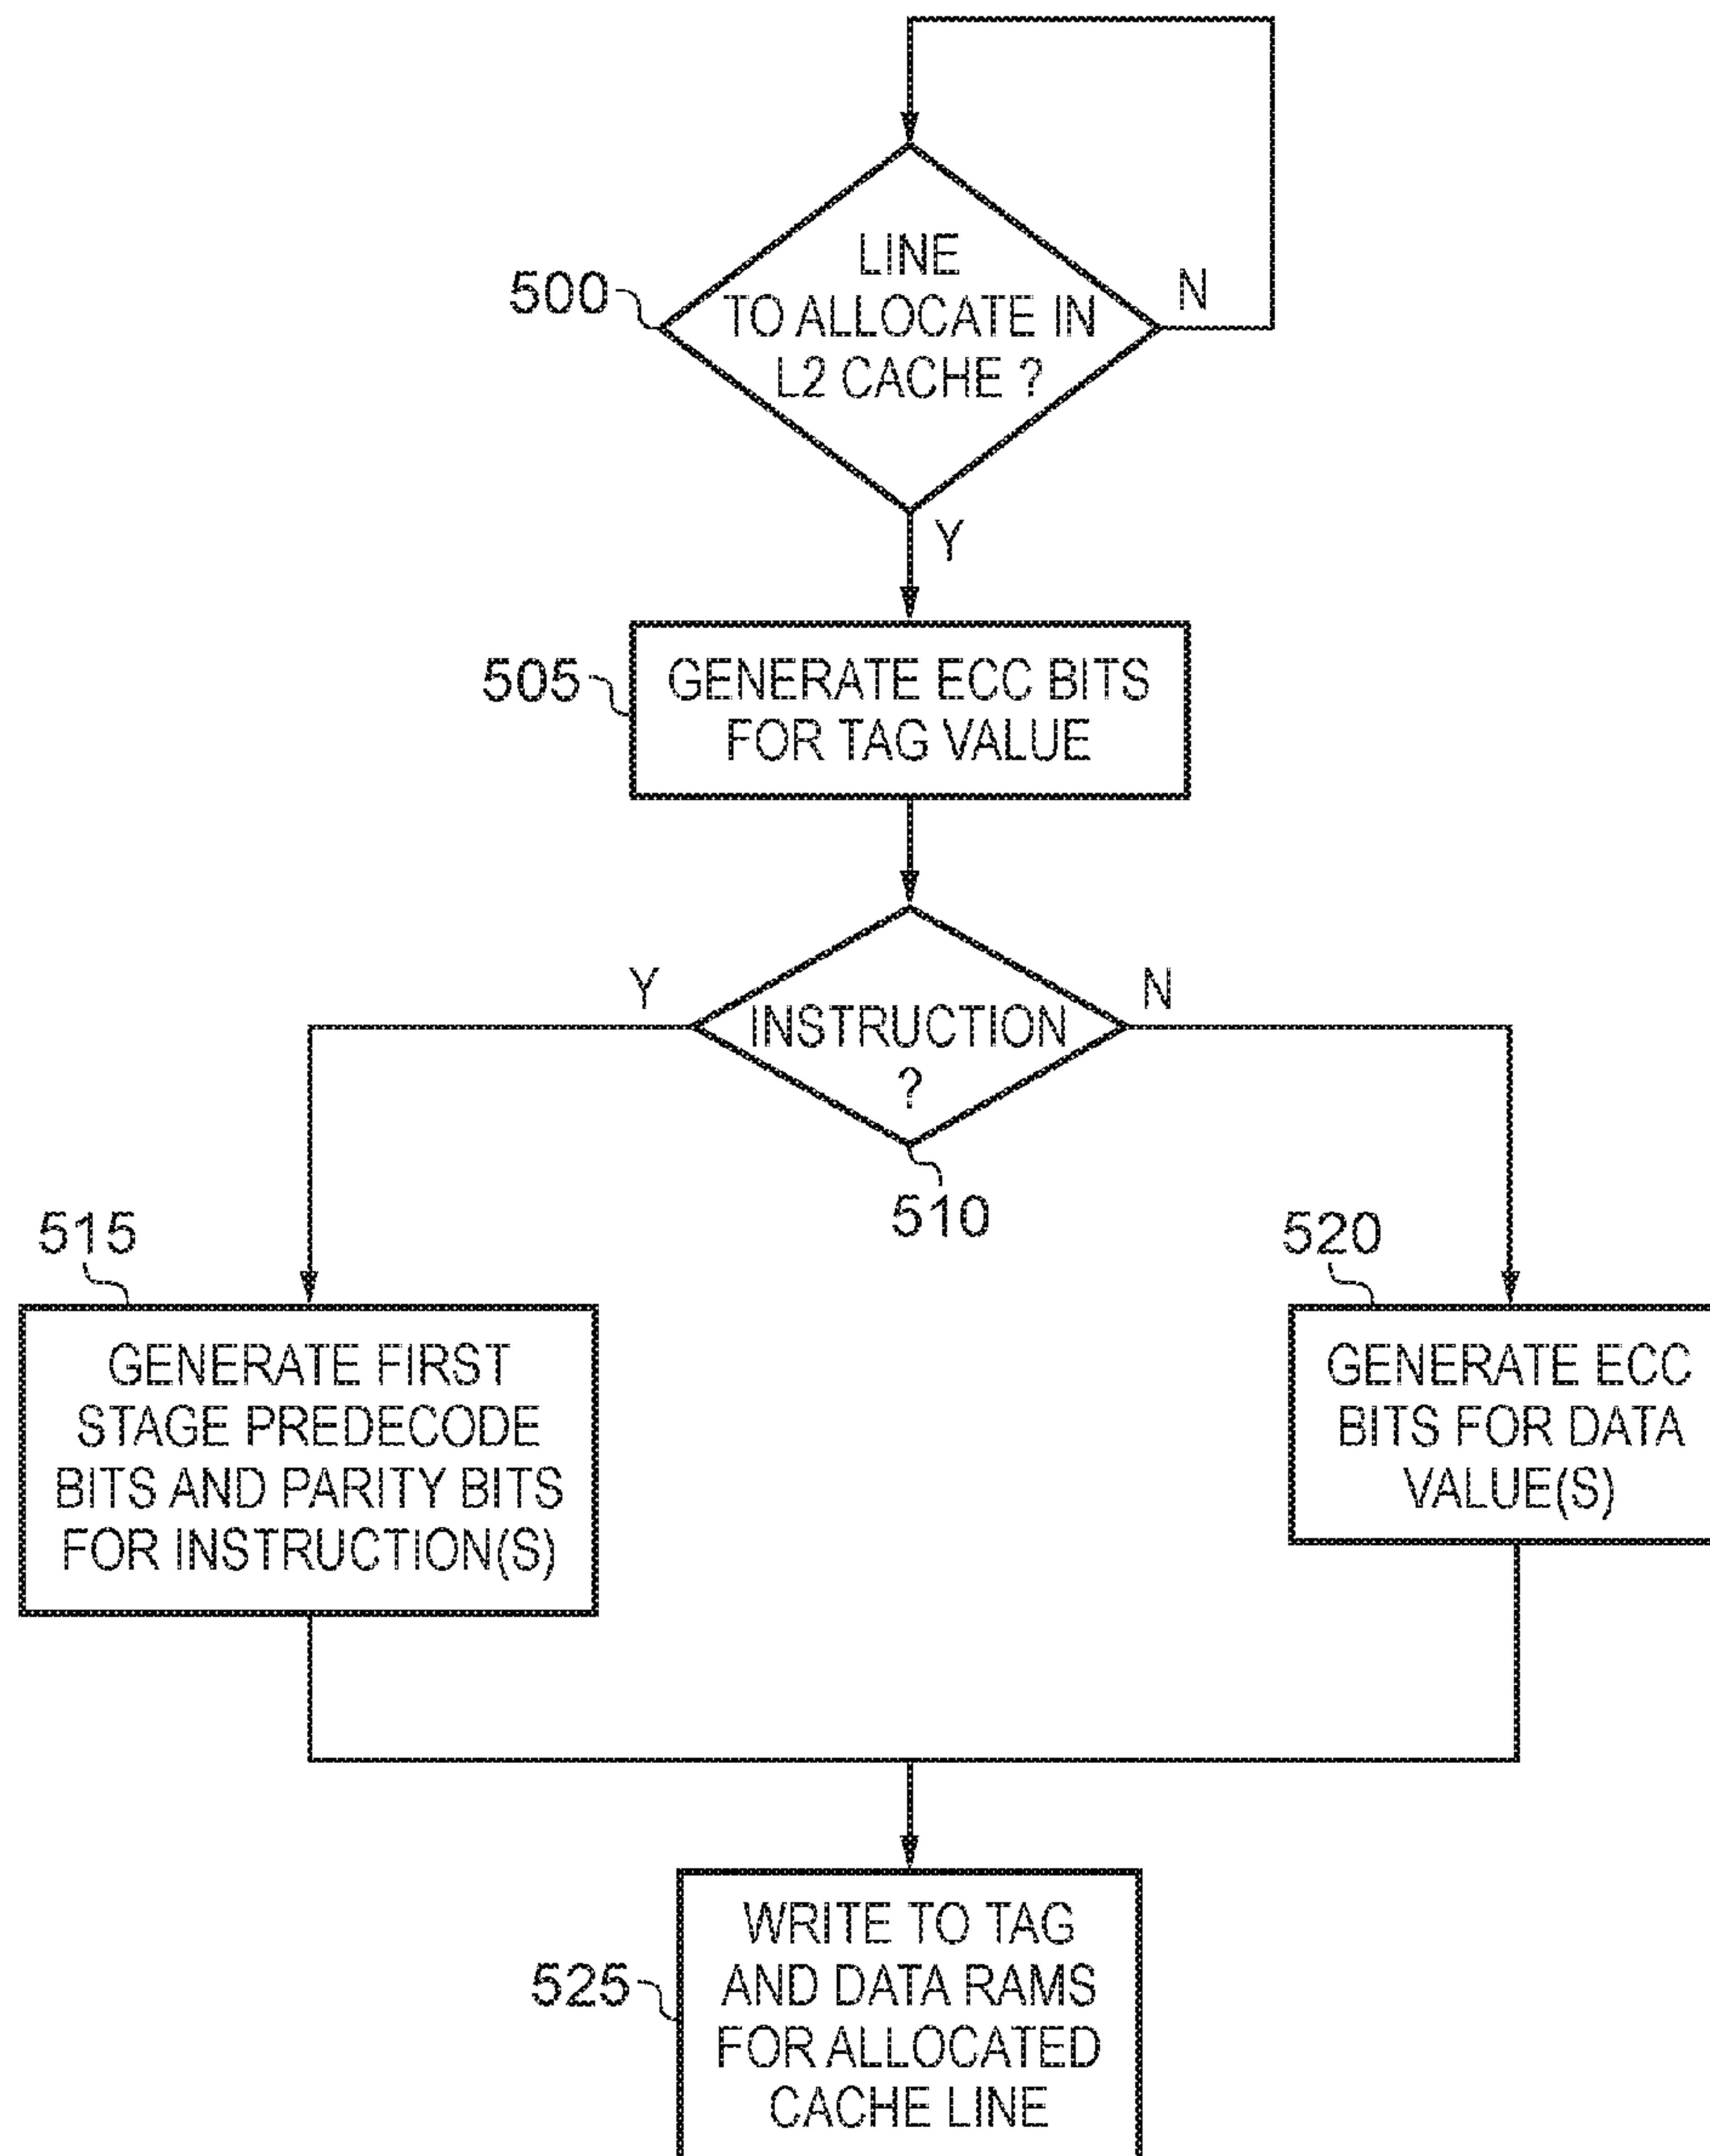 LINE
TO ALLOCATE IN
L2 CACHE ?
500
N
Y
GENERATE ECC BITS
FOR TAG VALUE
505
Y
N
INSTRUCTION
?
510
515
520
GENERATE FIRST
STAGE PREDECODE
BITS AND PARITY BITS
FOR INSTRUCTION(S)
GENERATE ECC
BITS FOR DATA
VALUE(S)
WRITE TO TAG
AND DATA RAMS
FOR ALLOCATED
CACHE LINE
525